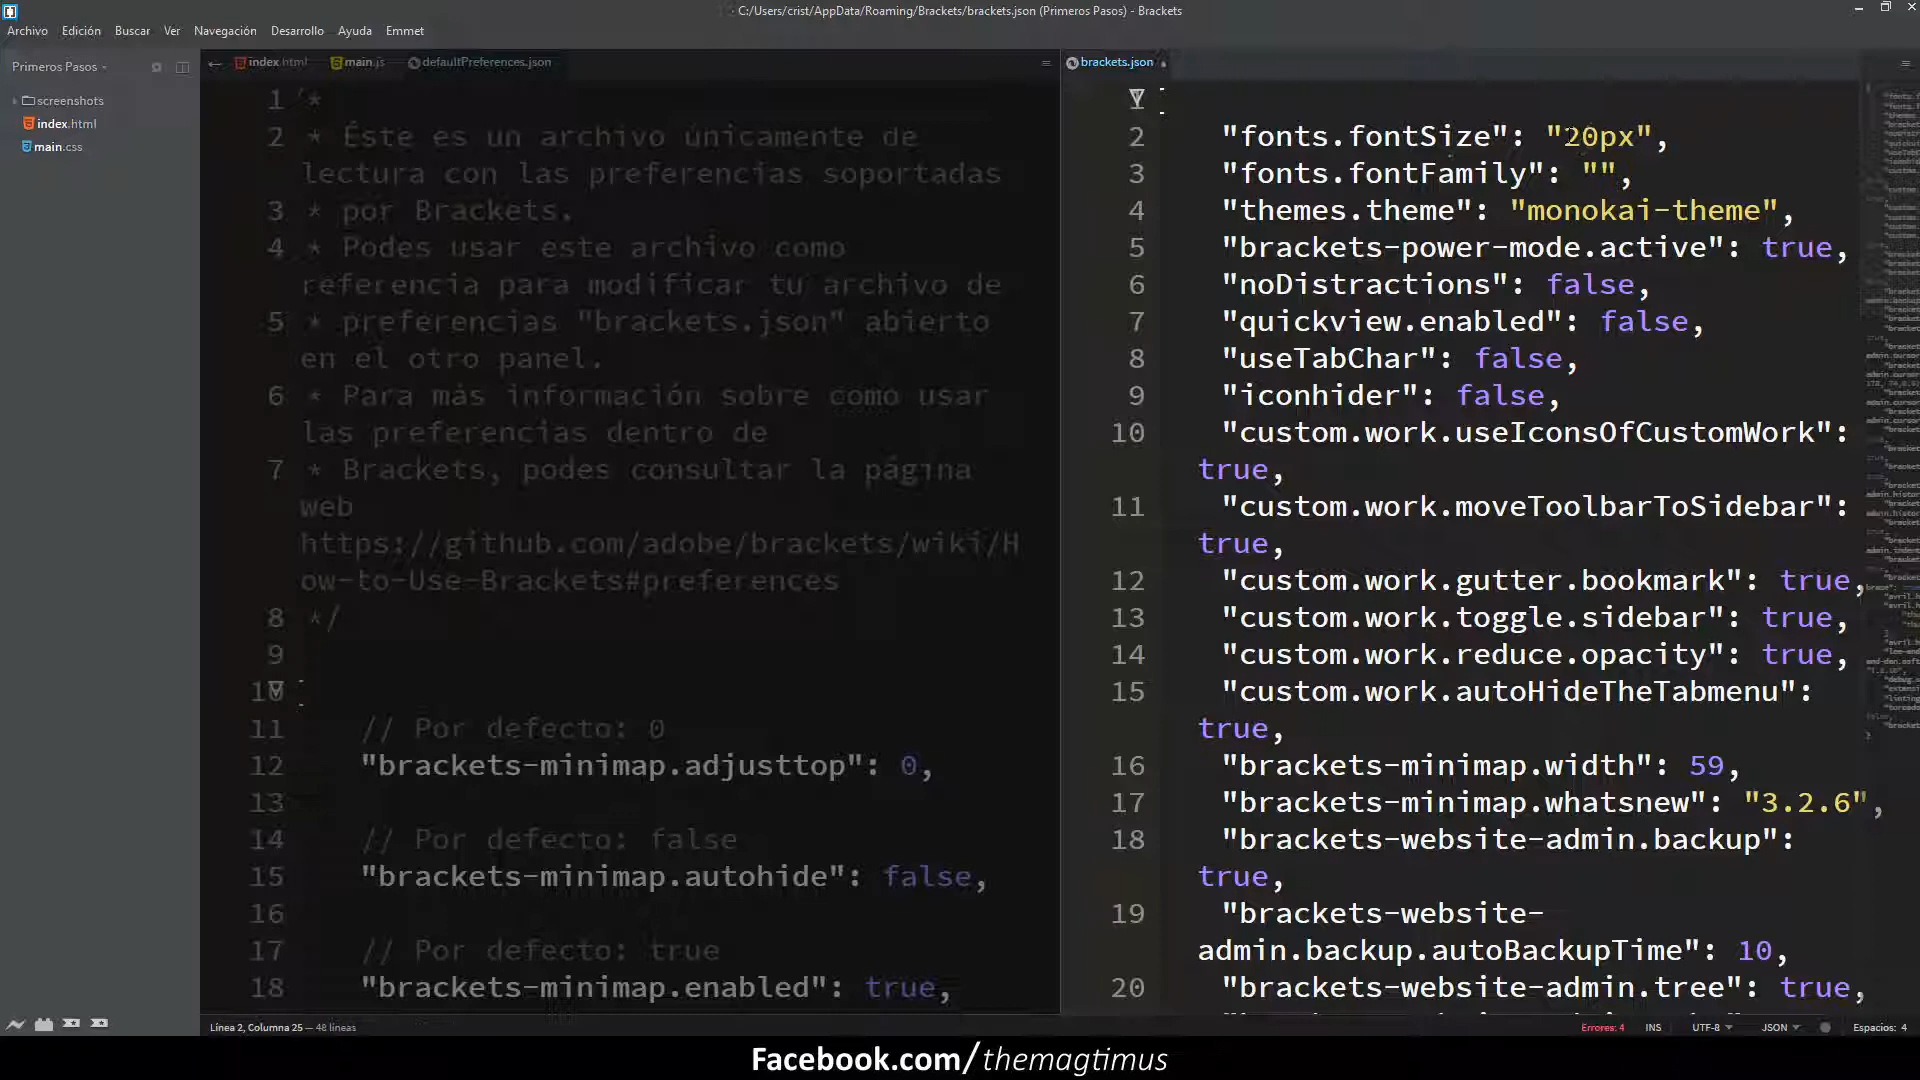 C:/Users/crist/AppData/Roaming/Brackets/brackets.json (Primeros Pasos) - Brackets
Archivo Edición Buscar Ver Navegación Desarrollo Ayuda Emmet
Primeros Pasos
screenshots
index.html
main.css
index.html main.js defaultPreferences.json
1 *
2 * Éste es un archivo únicamente de
lectura con las preferencias soportadas
3 * por Brackets.
4 * Podes usar este archivo como
referencia para modificar tu archivo de
5 * preferencias "brackets.json" abierto
en el otro panel.
6 * Para más información sobre como usar
las preferencias dentro de
7 * Brackets, podes consultar la página
web
https://github.com/adobe/brackets/wiki/H
ow-to-Use-Brackets#preferences
8 */
9
10
11 // Por defecto: 0
12 "brackets-minimap.adjusttop": 0,
13
14 // Por defecto: false
15 "brackets-minimap.autohide": false,
16
17 // Por defecto: true
18 "brackets-minimap.enabled": true,
brackets.json
1
2 "fonts.fontSize": "20px",
3 "fonts.fontFamily": "",
4 "themes.theme": "monokai-theme",
5 "brackets-power-mode.active": true,
6 "noDistractions": false,
7 "quickview.enabled": false,
8 "useTabChar": false,
9 "iconhider": false,
10 "custom.work.useIconsOfCustomWork":
true,
11 "custom.work.moveToolbarToSidebar":
true,
12 "custom.work.gutter.bookmark": true,
13 "custom.work.toggle.sidebar": true,
14 "custom.work.reduce.opacity": true,
15 "custom.work.autoHideTheTabmenu":
true,
16 "brackets-minimap.width": 59,
17 "brackets-minimap.whatsnew": "3.2.6",
18 "brackets-website-admin.backup":
true,
19 "brackets-website-
admin.backup.autoBackupTime": 10,
20 "brackets-website-admin.tree": true,
Línea 2, Columna 25 — 48 líneas
Errores: 4 INS UTF-8 JSON Espacios: 4
Facebook.com/themagtimus